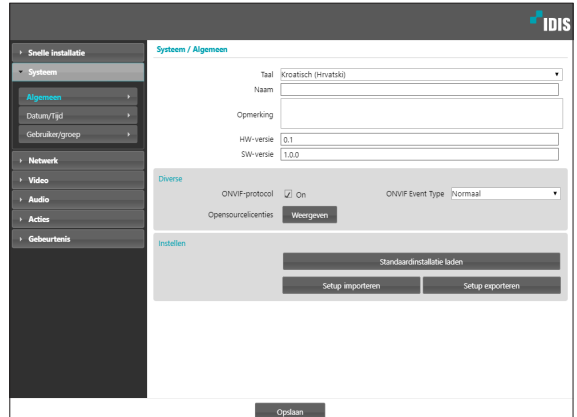 IDIS
Snelle installatie
Systeem
Algemeen
Datum/Tijd
Gebruiker/groep
Netwerk
Video
Audio
Acties
Gebeurtenis
Systeem / Algemeen
Taal Kroatisch (Hrvatski)
Naam
Opmerking
HW-versie 0.1
SW-versie 1.0.0
Diverse
ONVIF-protocol On ONVIF Event Type Normaal
Opensourcelicenties Weergeven
Instellen
Standaardinstallatie laden
Setup importeren Setup exporteren
Opslaan